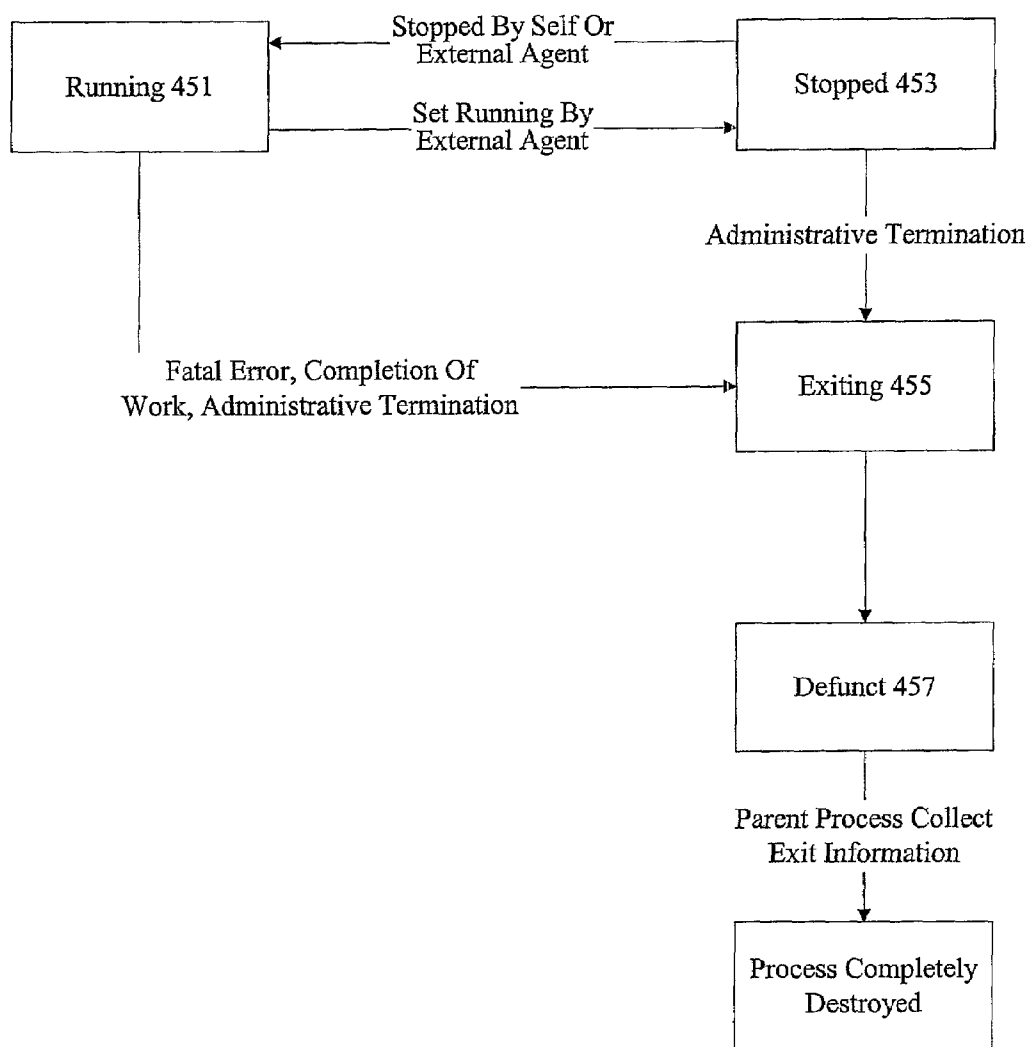 Stopped By Self Or
External Agent
Running 451
Stopped 453
Set Running By
External Agent
Administrative Termination
Fatal Error, Completion Of
Work, Administrative Termination
Exiting 455
Defunct 457
Parent Process Collect
Exit Information
Process Completely
Destroyed